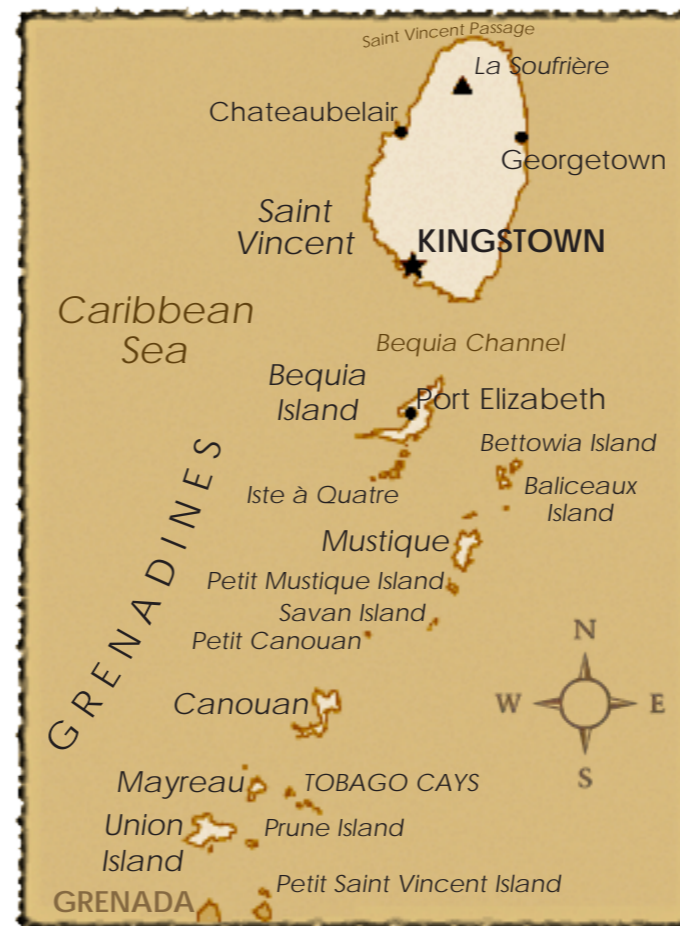 Saint Vincent Passage
La Soufrière
Chateaubelair
Georgetown
Saint
Vincent
KINGSTOWN
Caribbean
Sea
Bequia Channel
Bequia
Island
Port Elizabeth
Bettowia Island
Baliceaux
Island
Iste à Quatre
Mustique
Petit Mustique Island
Savan Island
Petit Canouan
GRENADINES
N
W
E
S
Canouan
Mayreau
TOBAGO CAYS
Union
Island
Prune Island
Petit Saint Vincent Island
GRENADA